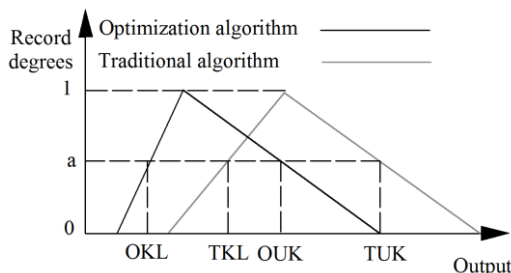 Record
degrees
Optimization algorithm
Traditional algorithm
1
a
0
OKL
TKL
OUK
TUK
Output